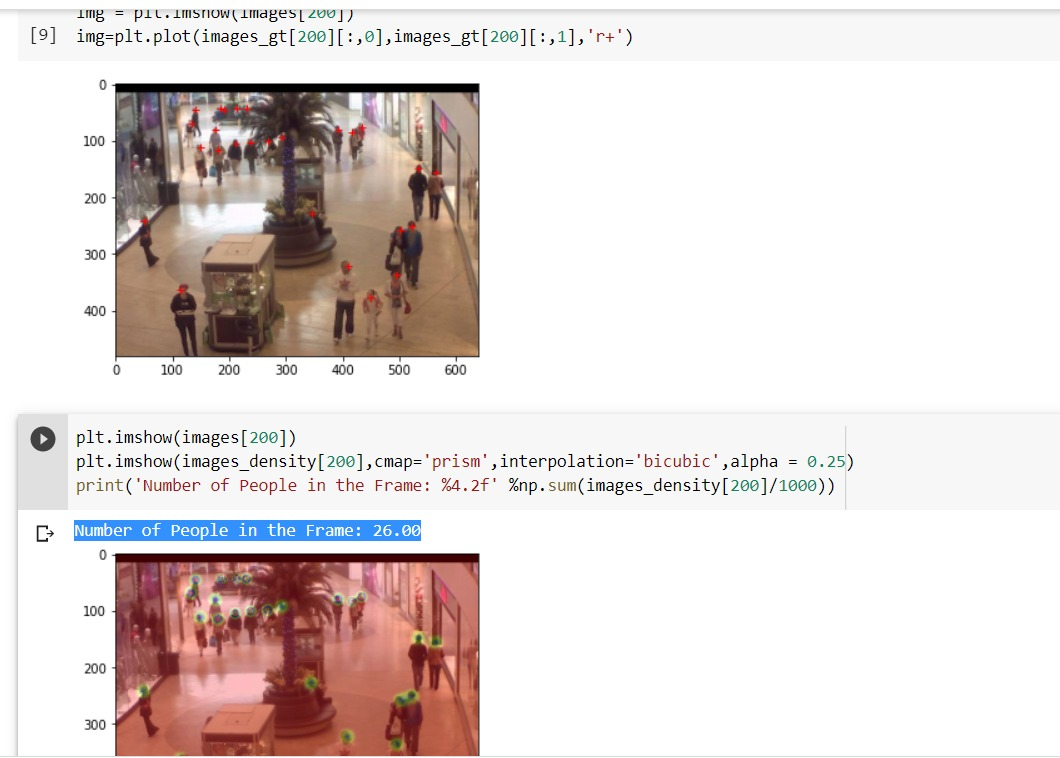 img = plt.imshow(images[200])
[9] img=plt.plot(images_gt[200][:,0],images_gt[200][:,1],'r+')
0
100
200
300
400
0 100 200 300 400 500 600
plt.imshow(images[200])
plt.imshow(images_density[200],cmap='prism',interpolation='bicubic',alpha = 0.25)
print('Number of People in the Frame: %4.2f' %np.sum(images_density[200]/1000))
Number of People in the Frame: 26.00
0
100
200
300